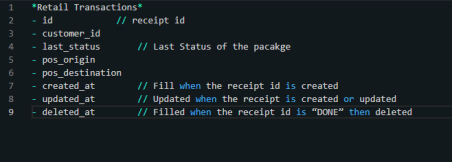 1 *Retail Transactions*
2 - id // receipt id
3 - customer_id
4 - last_status // Last Status of the pacakge
5 - pos_origin
6 - pos_destination
7 - created_at // Fill when the receipt id is created
8 - updated_at // Updated when the receipt is created or updated
9 - deleted_at // Filled when the receipt id is “DONE” then deleted